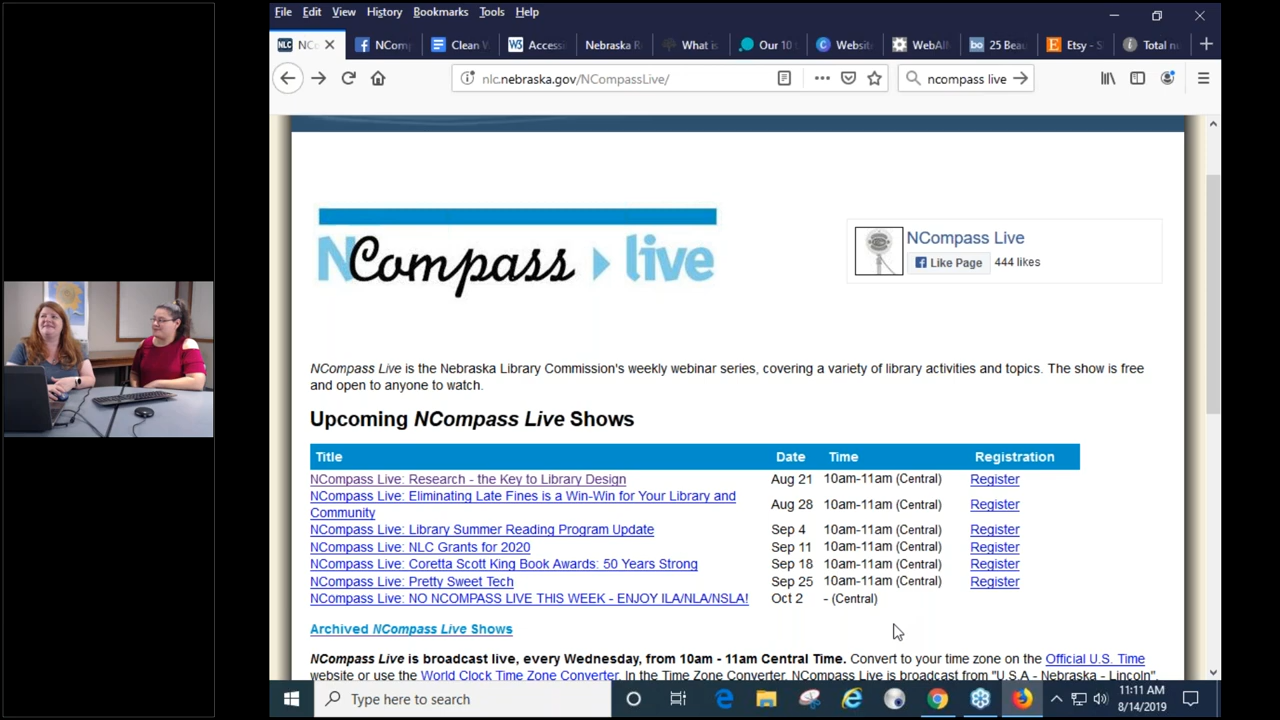 File Edit View History Bookmarks Tools Help
NLC NC
NComp
Clean W
W3 Accessi
Nebraska R
What is
Our 10
Website
WebAI
bo 25 Beau
E Etsy - S
Total n
nlc.nebraska.gov/NCompassLive/
ncompass live
NCompass live
NCompass Live
Like Page 444 likes
NCompass Live is the Nebraska Library Commission's weekly webinar series, covering a variety of library activities and topics. The show is free
and open to anyone to watch.
Upcoming NCompass Live Shows
Title Date Time Registration
NCompass Live: Research - the Key to Library Design Aug 21 10am-11am (Central) Register
NCompass Live: Eliminating Late Fines is a Win-Win for Your Library and
Community Aug 28 10am-11am (Central) Register
NCompass Live: Library Summer Reading Program Update Sep 4 10am-11am (Central) Register
NCompass Live: NLC Grants for 2020 Sep 11 10am-11am (Central) Register
NCompass Live: Coretta Scott King Book Awards: 50 Years Strong Sep 18 10am-11am (Central) Register
NCompass Live: Pretty Sweet Tech Sep 25 10am-11am (Central) Register
NCompass Live: NO NCOMPASS LIVE THIS WEEK - ENJOY ILA/NLA/NSLA! Oct 2 - (Central)
Archived NCompass Live Shows
NCompass Live is broadcast live, every Wednesday, from 10am - 11am Central Time. Convert to your time zone on the Official U.S. Time
website or use the World Clock Time Zone Converter. In the Time Zone Converter, NCompass Live is broadcast from "U.S.A - Nebraska - Lincoln"
Type here to search
11:11 AM
8/14/2019